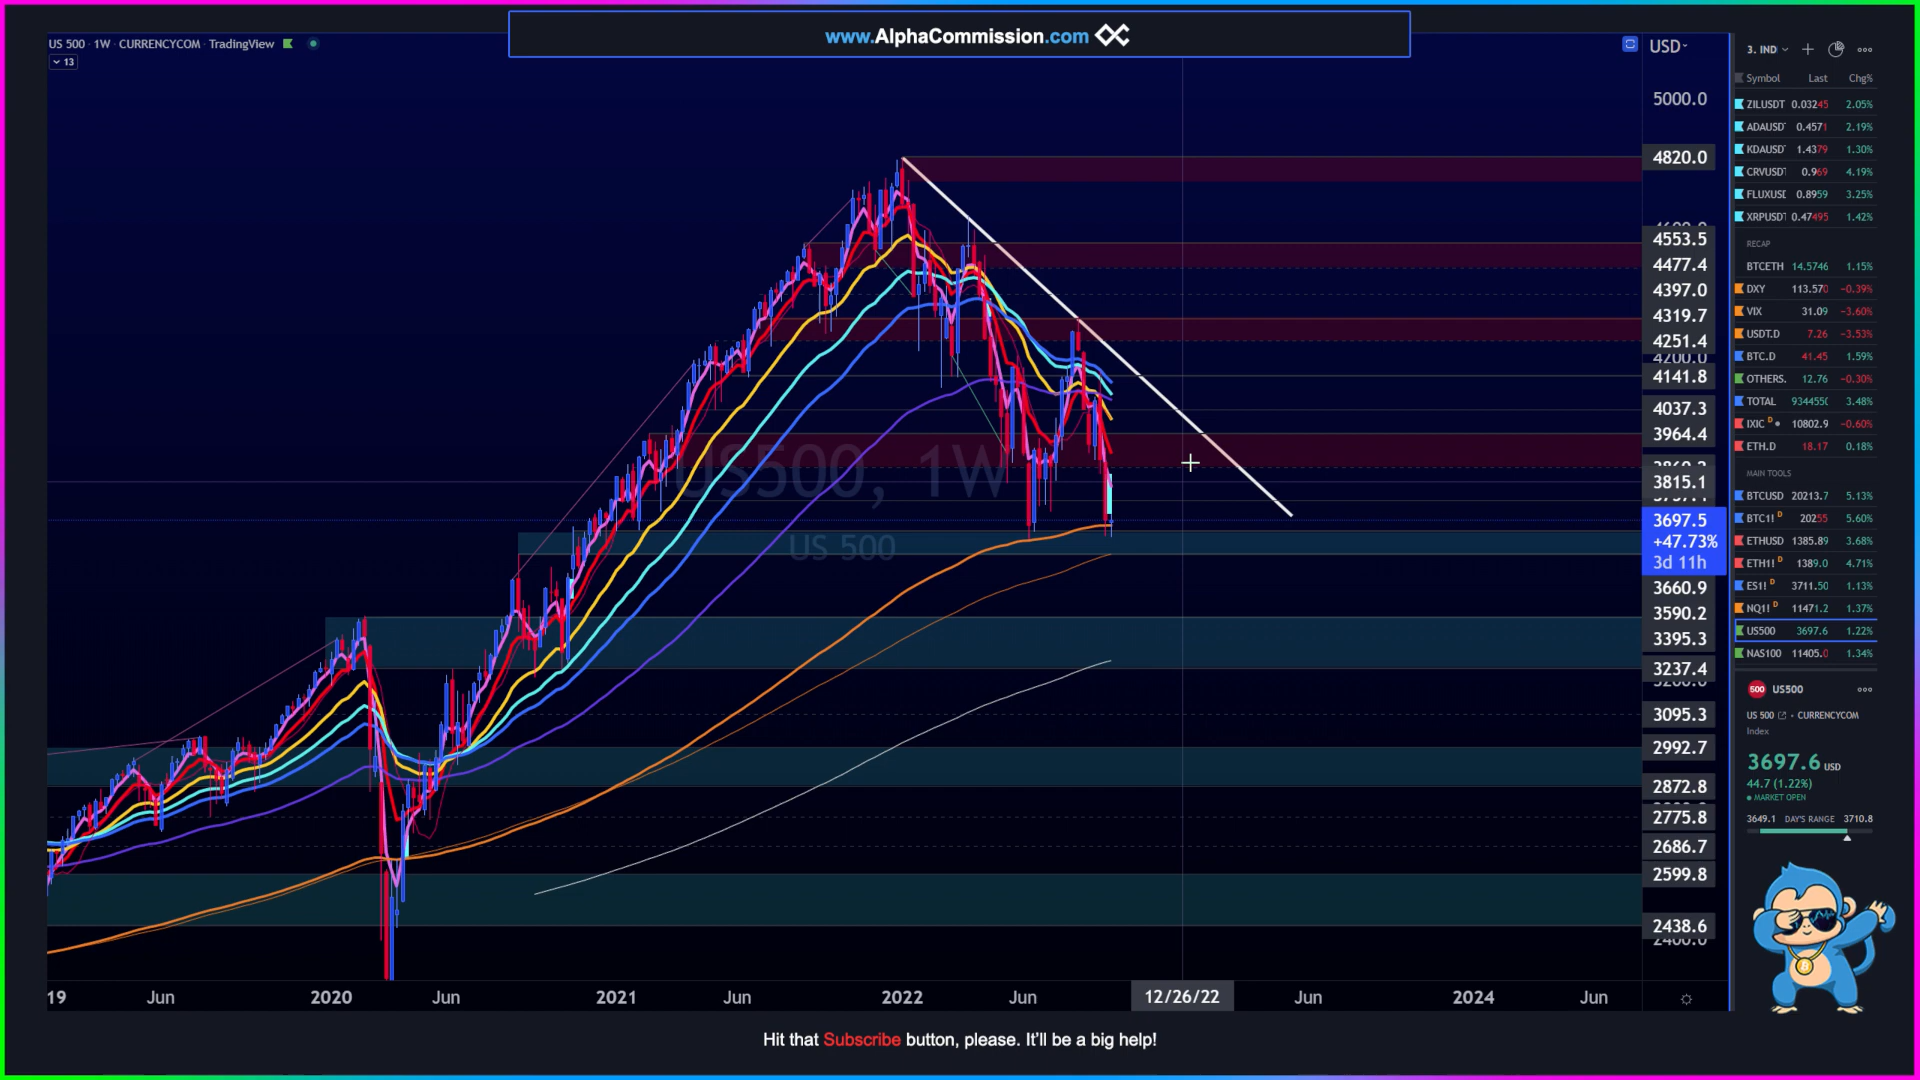 www.AlphaCommission.com
US 500 · 1W · CURRENCYCOM · TradingView
13
USD
5000.0
4820.0
4553.5
4477.4
4397.0
4319.7
4251.4
4200.0
4141.8
4037.3
3964.4
3815.1
3697.5
+47.73%
3d 11h
3660.9
3590.2
3395.3
3237.4
3095.3
2992.7
2872.8
2775.8
2686.7
2599.8
2438.6
US500, 1W
US 500
19 Jun 2020 Jun 2021 Jun 2022 Jun 12/26/22 Jun 2024 Jun
3. IND
Symbol Last Chg%
ZILUSDT 0.03245 2.05%
ADAUSD 0.4571 2.19%
KDAUSD 1.4379 1.30%
CRVUSD 0.969 4.19%
FLUXUSD 0.8959 3.25%
XRPUSDT 0.47495 1.42%
RECAP
BTCETH 14.5746 1.15%
DXY 113.570 −0.39%
VIX 31.09 −3.60%
USDT.D 7.26 −3.53%
BTC.D 41.45 1.59%
OTHERS. 12.76 −0.30%
TOTAL 934455 3.48%
IXIC D 10802.9 −0.60%
ETH.D 18.17 0.18%
MAIN TOOLS
BTCUSD 20213.7 5.13%
BTC1! D 20255 5.60%
ETHUSD 1385.89 3.68%
ETH1! D 1389.0 4.71%
ES1! D 3711.50 1.13%
NQ1! D 11471.2 1.37%
US500 3697.6 1.22%
NAS100 11405.0 1.34%
500 US500
US 500 · CURRENCYCOM
Index
3697.6 USD
44.7 (1.22%)
MARKET OPEN
3649.1 DAY'S RANGE 3710.8
Hit that Subscribe button, please. It'll be a big help!